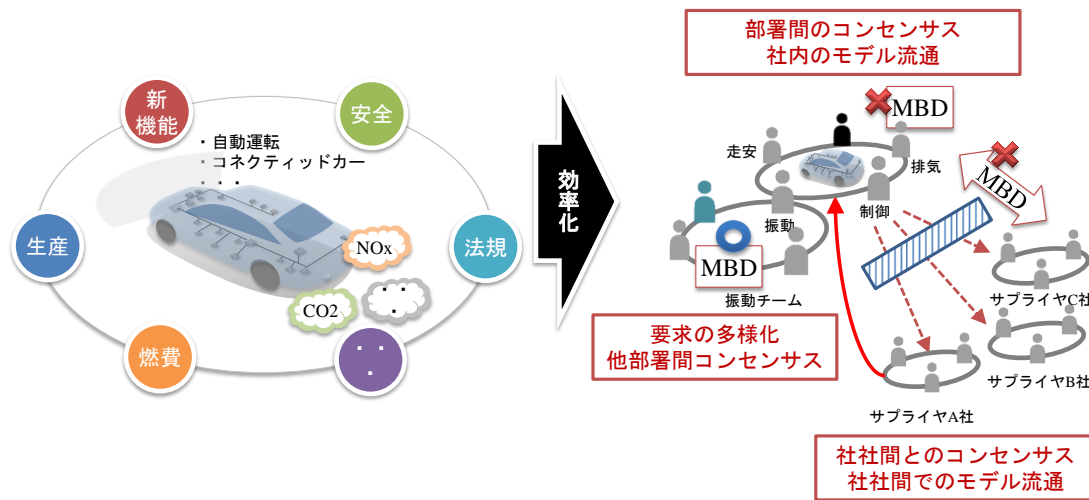 新
機能
安全
・自動運転
・コネクティッドカー
・・・
生産
法規
NOx
CO2
・・・
燃費
・・・
効率化
部署間のコンセンサス
社内のモデル流通
MBD
走安
排気
MBD
制御
振動
MBD
振動チーム
サプライヤC社
要求の多様化
他部署間コンセンサス
サプライヤB社
サプライヤA社
社社間とのコンセンサス
社社間でのモデル流通